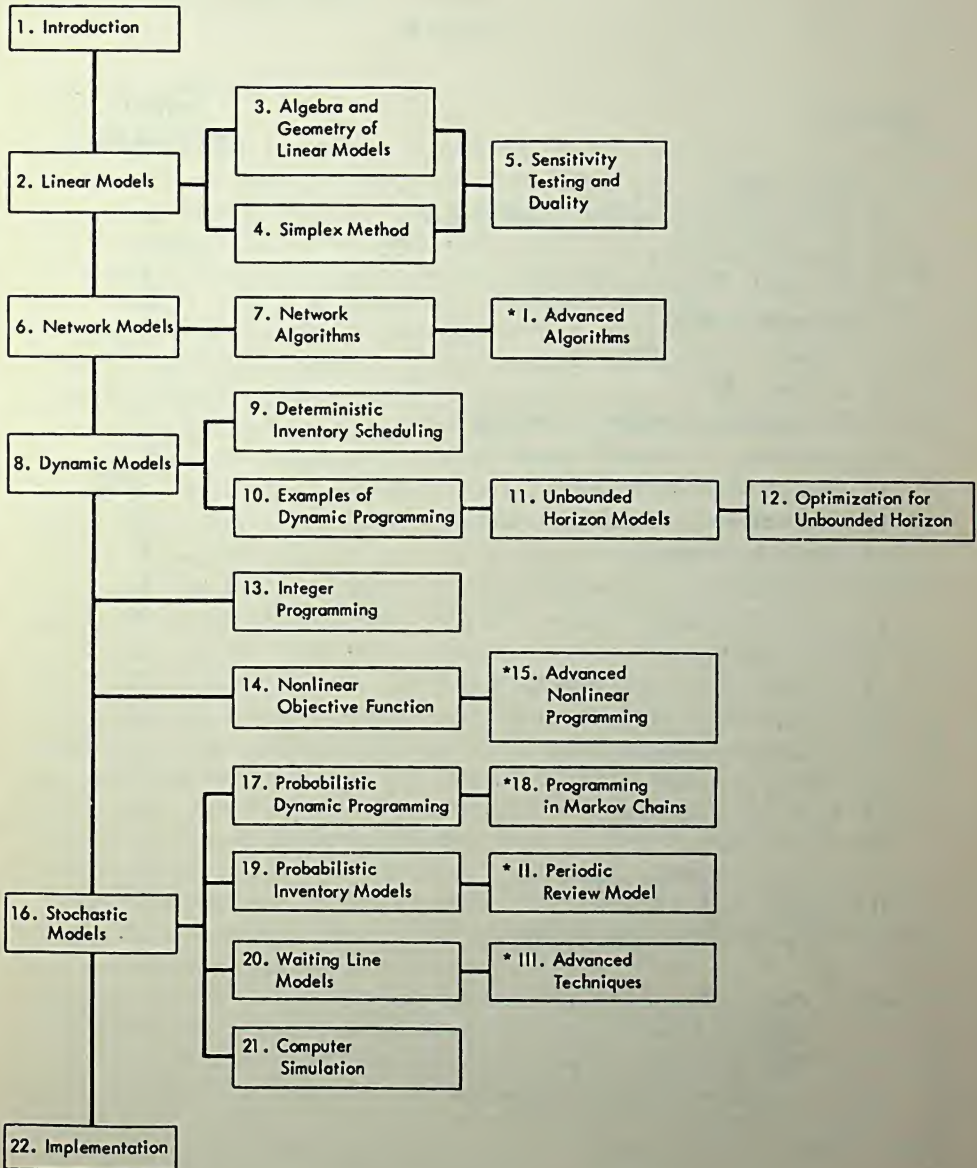 1. Introduction
2. Linear Models
3. Algebra and
Geometry of
Linear Models
4. Simplex Method
5. Sensitivity
Testing and
Duality
6. Network Models
7. Network
Algorithms
* I. Advanced
Algorithms
8. Dynamic Models
9. Deterministic
Inventory Scheduling
10. Examples of
Dynamic Programming
11. Unbounded
Horizon Models
12. Optimization for
Unbounded Horizon
13. Integer
Programming
14. Nonlinear
Objective Function
*15. Advanced
Nonlinear
Programming
16. Stochastic
Models
17. Probabilistic
Dynamic Programming
*18. Programming
in Markov Chains
19. Probabilistic
Inventory Models
* II. Periodic
Review Model
20. Waiting Line
Models
* III. Advanced
Techniques
21. Computer
Simulation
22. Implementation